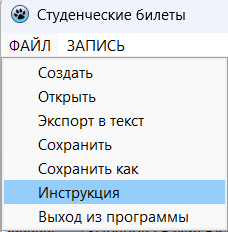 Студенческие билеты
ФАЙЛ ЗАПИСЬ
Создать
Открыть
Экспорт в текст
Сохранить
Сохранить как
Инструкция
Выход из программы